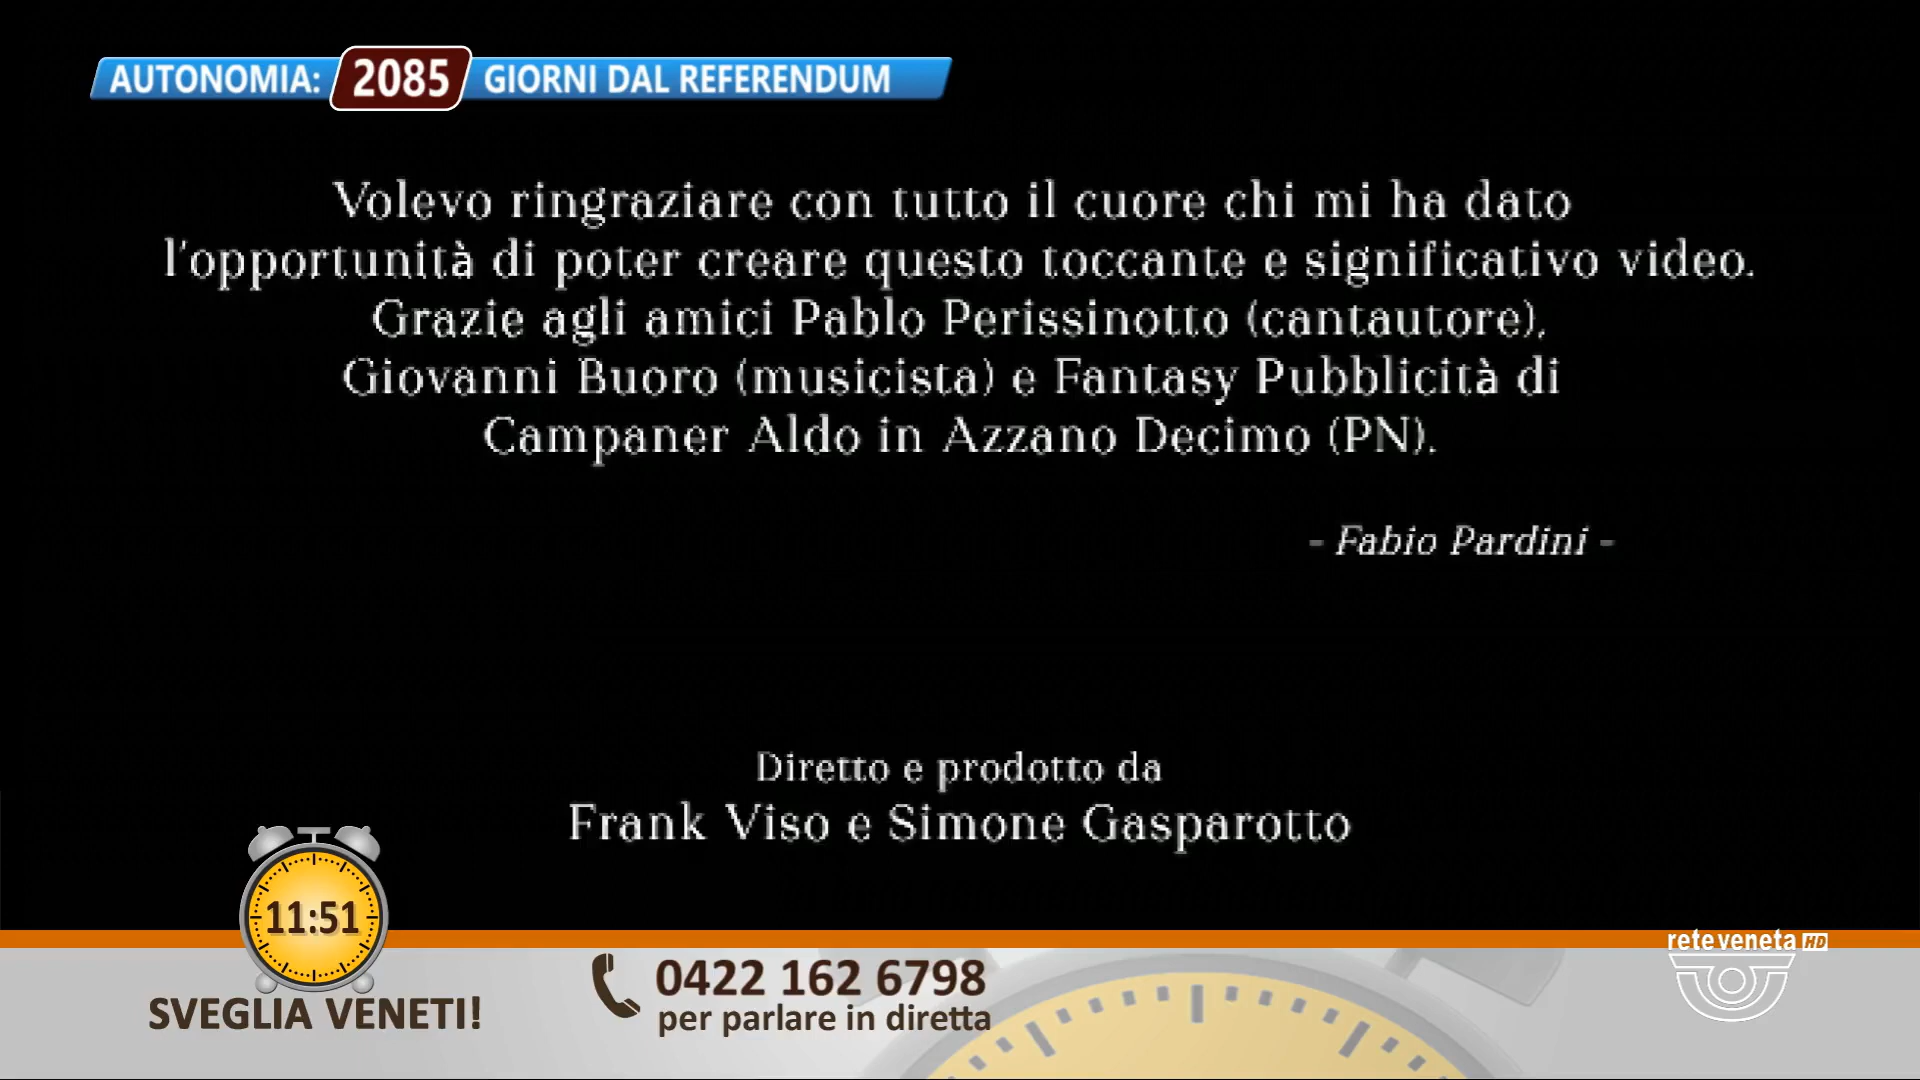 AUTONOMIA: 2085 GIORNI DAL REFERENDUM
Volevo ringraziare con tutto il cuore chi mi ha dato
l'opportunità di poter creare questo toccante e significativo video.
Grazie agli amici Pablo Perissinotto (cantautore),
Giovanni Buoro (musicista) e Fantasy Pubblicità di
Campaner Aldo in Azzano Decimo (PN).
- Fabio Pardini -
Diretto e prodotto da
Frank Viso e Simone Gasparotto
11:51
SVEGLIA VENETI!
0422 162 6798
per parlare in diretta
reteveneta HD